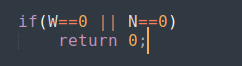 if(W==0 || N==0)
    return 0;